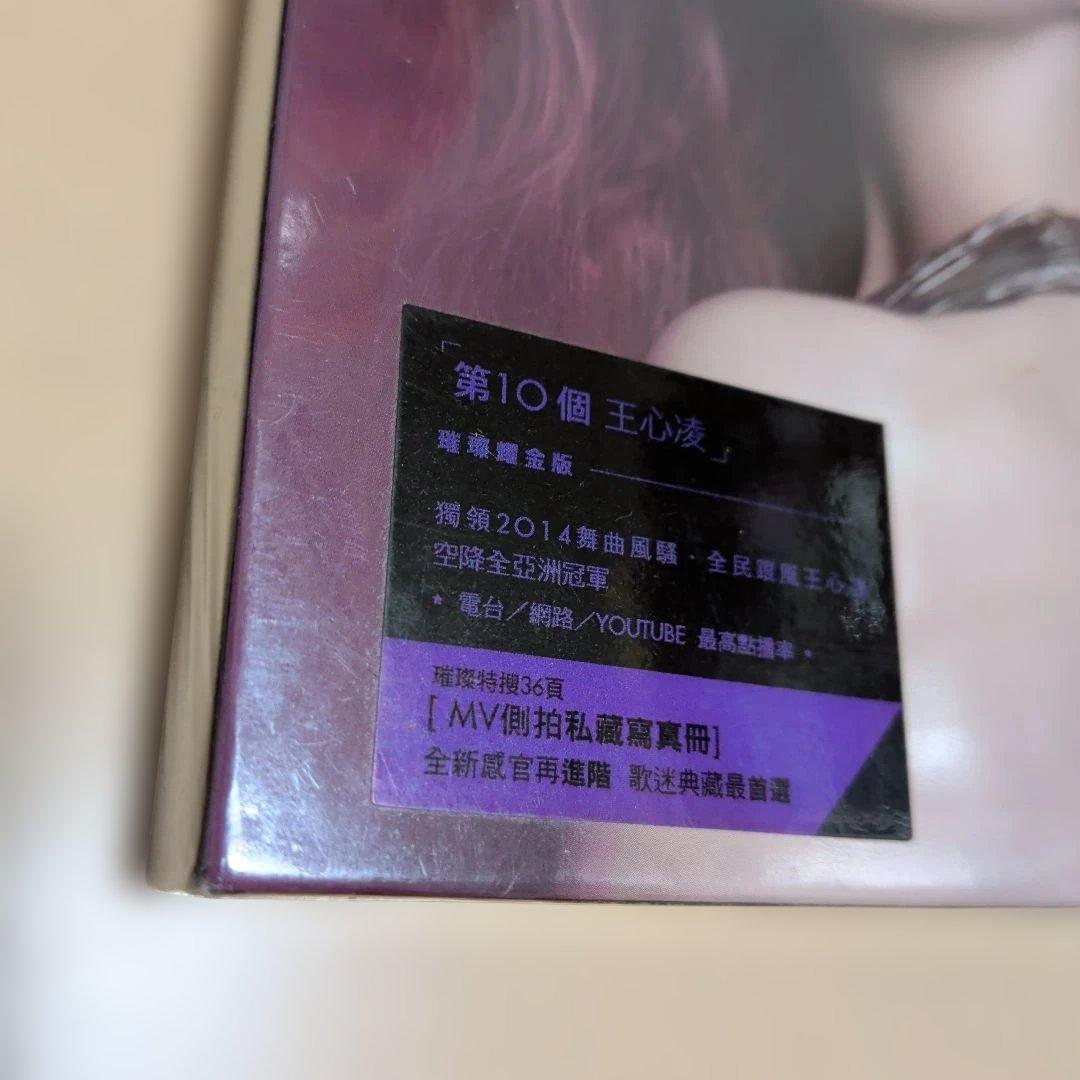 「第10個 王心凌」
璀璨耀金版
獨領2014舞曲風騷・全民跟風王心凌
空降全亞洲冠軍
★ 電台／網路／YOUTUBE 最高點播率★
璀璨特搜36頁
[ MV側拍私藏寫真冊]
全新感官再進階 歌迷典藏最首選